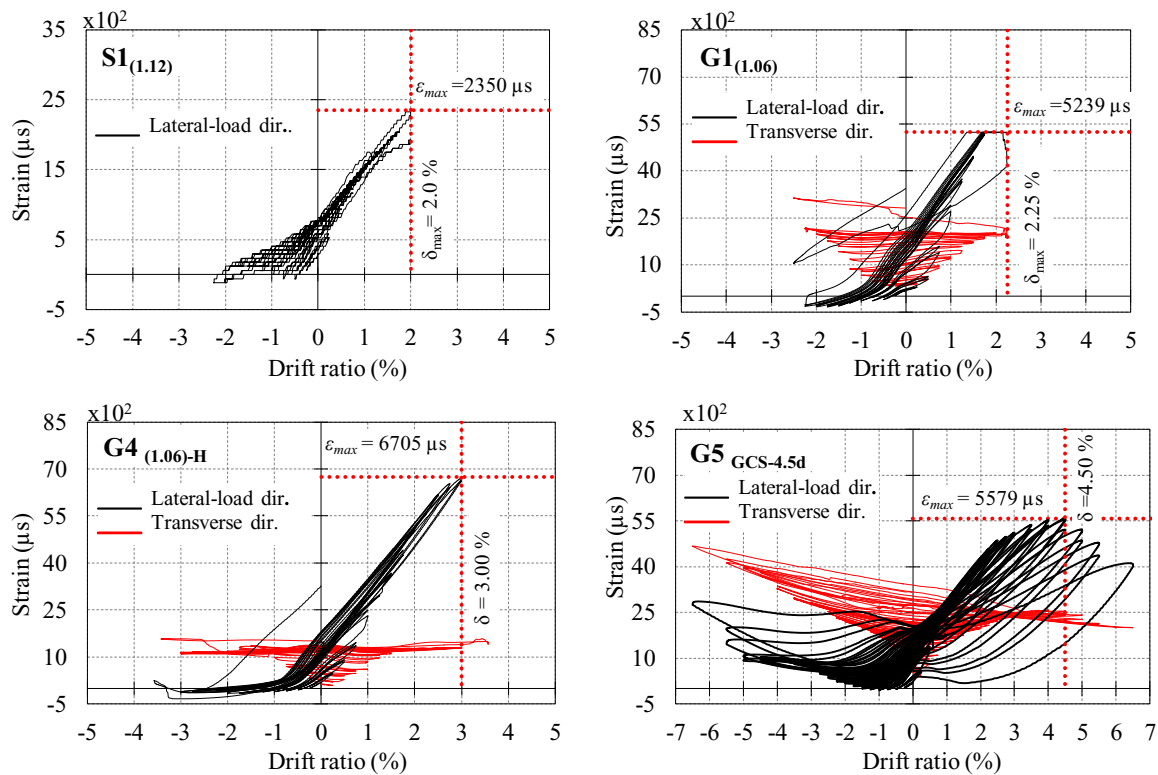 x10²
35
25
15
5
-5
Strain (µs)
S1(1.12)
Lateral-load dir..
εmax =2350 µs
δmax= 2.0 %
-5 -4 -3 -2 -1 0 1 2 3 4 5
Drift ratio (%)
x10²
85
70
55
40
25
10
-5
Strain (µs)
G1(1.06)
Lateral-load dir.
Transverse dir.
εmax =5239 µs
δmax= 2.25 %
-5 -4 -3 -2 -1 0 1 2 3 4 5
Drift ratio (%)
x10²
85
70
55
40
25
10
-5
Strain (µs)
G4 (1.06)-H
Lateral-load dir.
Transverse dir.
εmax = 6705 µs
δ = 3.00 %
-5 -4 -3 -2 -1 0 1 2 3 4 5
Drift ratio (%)
x10²
85
70
55
40
25
10
-5
Strain (µs)
G5 GCS-4.5d
Lateral-load dir.
Transverse dir.
εmax = 5579 µs
δ =4.50 %
-7 -6 -5 -4 -3 -2 -1 0 1 2 3 4 5 6 7
Drift ratio (%)